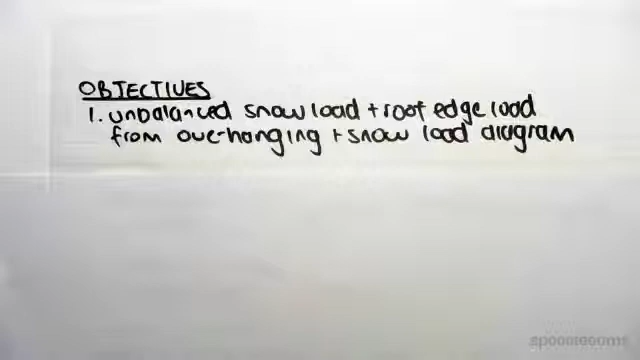 OBJECTIVES
1. unbalanced snow load + roof edge load
from over-hanging + snow load diagram